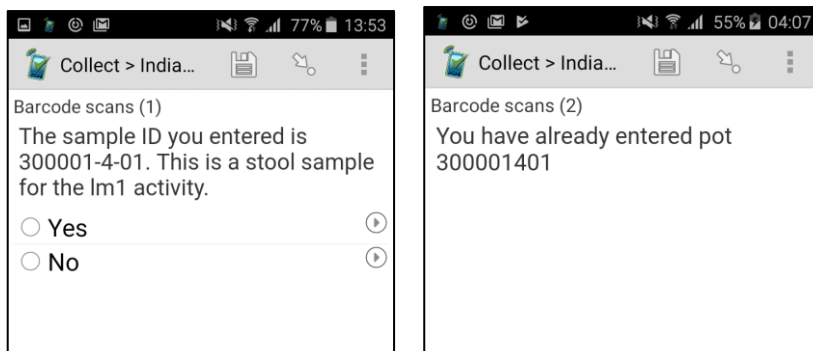 77% 13:53
Collect > India...
Barcode scans (1)
The sample ID you entered is
300001-4-01. This is a stool sample
for the lm1 activity.
Yes
No
55% 04:07
Collect > India...
Barcode scans (2)
You have already entered pot
300001401